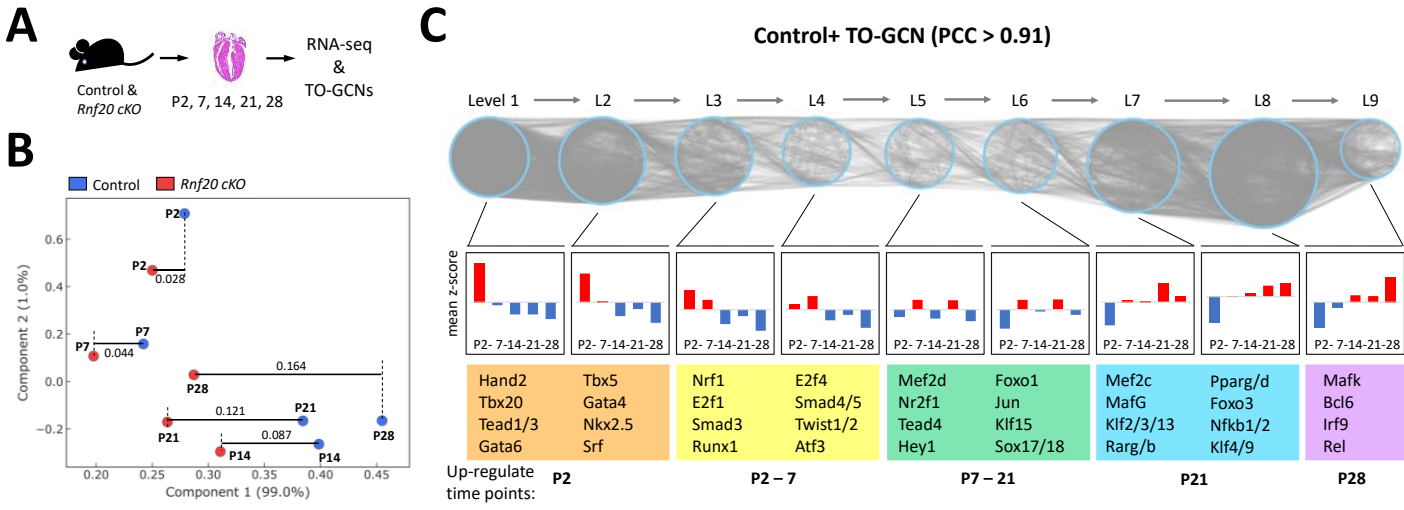 A
Control &
Rnf20 cKO
P2, 7, 14, 21, 28
RNA-seq
&
TO-GCNs
B
Control
Rnf20 cKO
Component 2 (1.0%)
0.6
0.4
0.2
0.0
−0.2
P2
P2
0.028
P7
P7
0.044
P28
0.164
P28
P21
0.121
P21
P14
0.087
P14
0.20 0.25 0.30 0.35 0.40 0.45
Component 1 (99.0%)
C
Control+ TO-GCN (PCC > 0.91)
Level 1 L2 L3 L4 L5 L6 L7 L8 L9
mean z-score
P2- 7-14-21-28 P2- 7-14-21-28 P2- 7-14-21-28 P2- 7-14-21-28 P2- 7-14-21-28 P2- 7-14-21-28 P2- 7-14-21-28 P2- 7-14-21-28 P2- 7-14-21-28
Hand2 Tbx5 Nrf1 E2f4 Mef2d Foxo1 Mef2c Pparg/d Mafk
Tbx20 Gata4 E2f1 Smad4/5 Nr2f1 Jun MafG Foxo3 Bcl6
Tead1/3 Nkx2.5 Smad3 Twist1/2 Tead4 Klf15 Klf2/3/13 Nfkb1/2 Irf9
Gata6 Srf Runx1 Atf3 Hey1 Sox17/18 Rarg/b Klf4/9 Rel
Up-regulate
time points:
P2 P2 – 7 P7 – 21 P21 P28